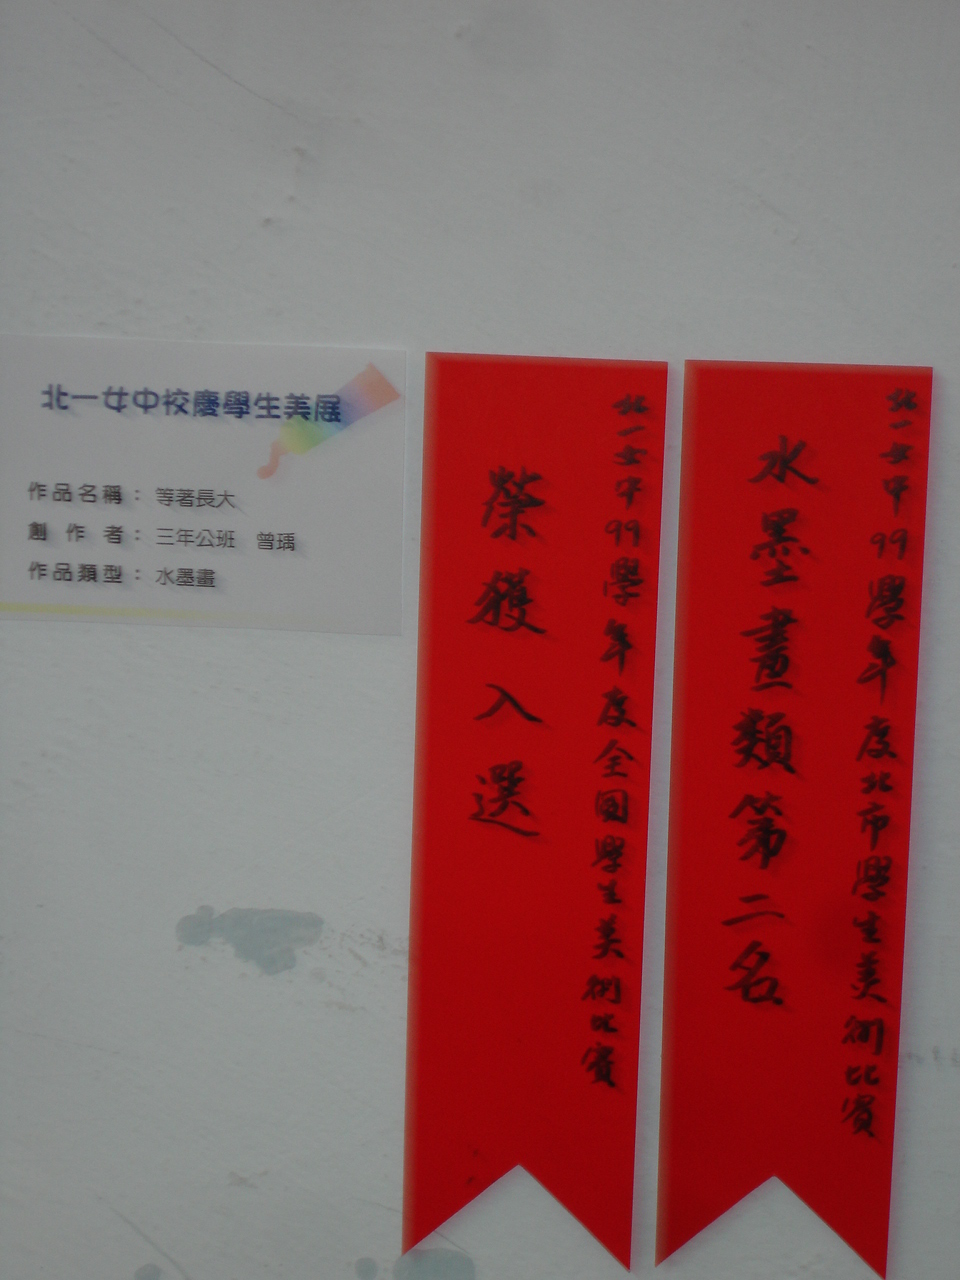 北一女中校慶學生美展
作品名稱：等著長大
創作者：三年公班 曾瑀
作品類型：水墨畫
北一女中99學年度全國學生美術比賽
榮獲入選
北一女中99學年度北市學生美術比賽
水墨畫類第二名